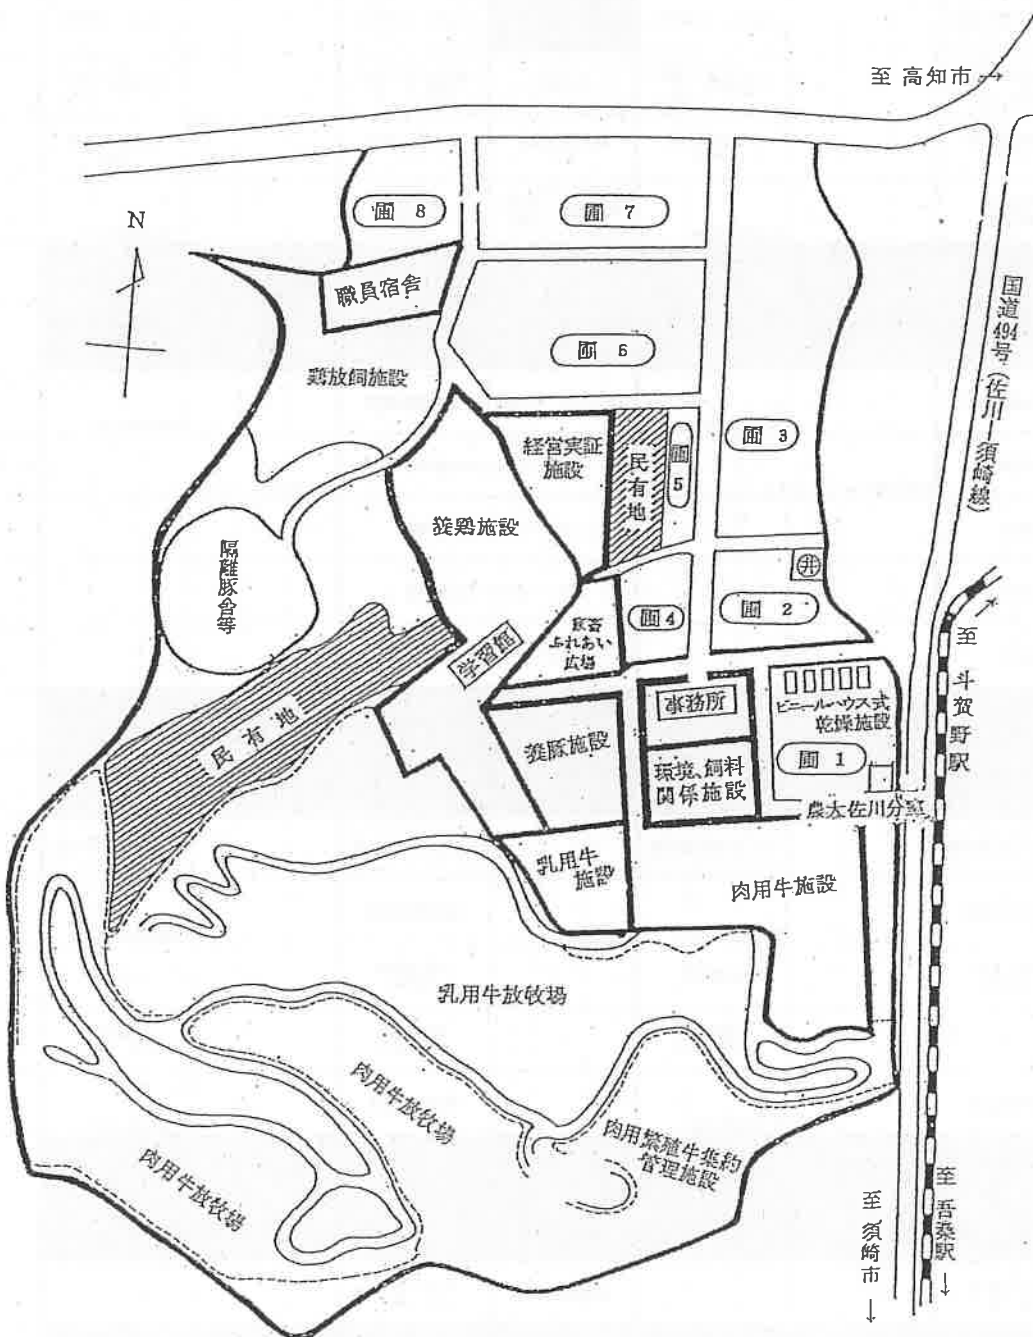 至 高知市 →
圃 8
圃 7
N
職員宿舎
国道494号（佐川―須崎線）
圃 6
鶏放飼施設
圃 3
経営実証
施設
民有地
圃 5
養鶏施設
隔離豚舎等
井
圃 4
圃 2
ふれあい
広場
学習館
至 斗賀野駅
事務所
ビニールハウス式
乾燥施設
民有地
養豚施設
圃 1
環境、飼料
関係施設
農大佐川分室
乳用牛
施設
肉用牛施設
乳用牛放牧場
肉用牛放牧場
肉用繁殖牛集約
管理施設
肉用牛放牧場
至 須崎市 ↓
至 吾桑駅 ↓